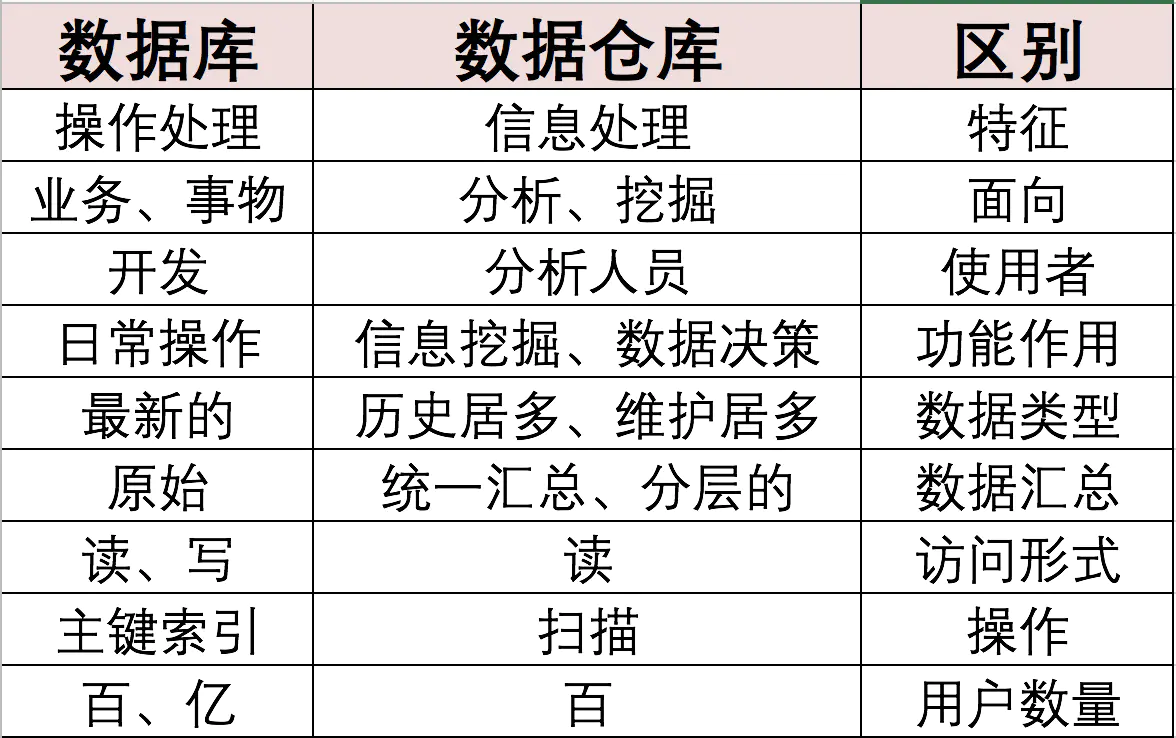 数据库 数据仓库 区别
操作处理 信息处理 特征
业务、事物 分析、挖掘 面向
开发 分析人员 使用者
日常操作 信息挖掘、数据决策 功能作用
最新的 历史居多、维护居多 数据类型
原始 统一汇总、分层的 数据汇总
读、写 读 访问形式
主键索引 扫描 操作
百、亿 百 用户数量